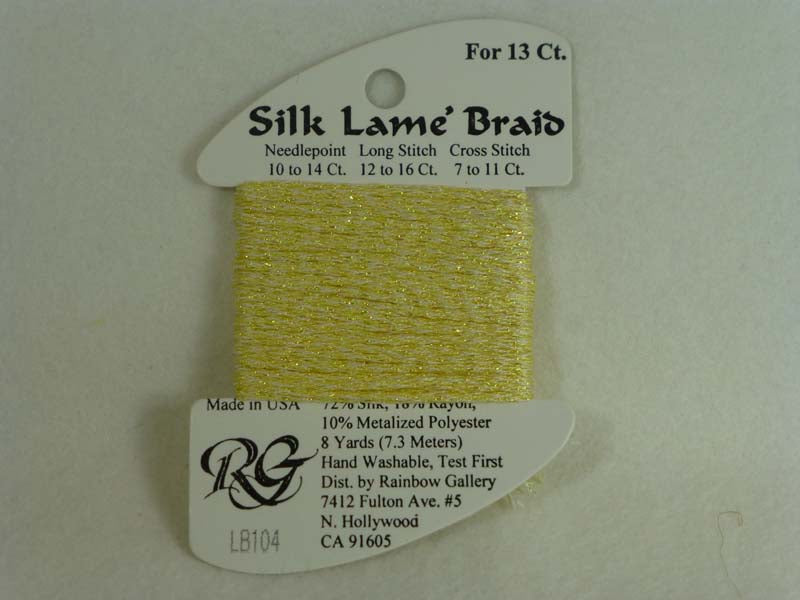 For 13 Ct.
Silk Lame' Braid
Needlepoint Long Stitch Cross Stitch
10 to 14 Ct. 12 to 16 Ct. 7 to 11 Ct.
Made in USA 72% Silk, 18% Rayon,
10% Metalized Polyester
8 Yards (7.3 Meters)
Hand Washable, Test First
Dist. by Rainbow Gallery
7412 Fulton Ave. #5
N. Hollywood
CA 91605
RG
LB104